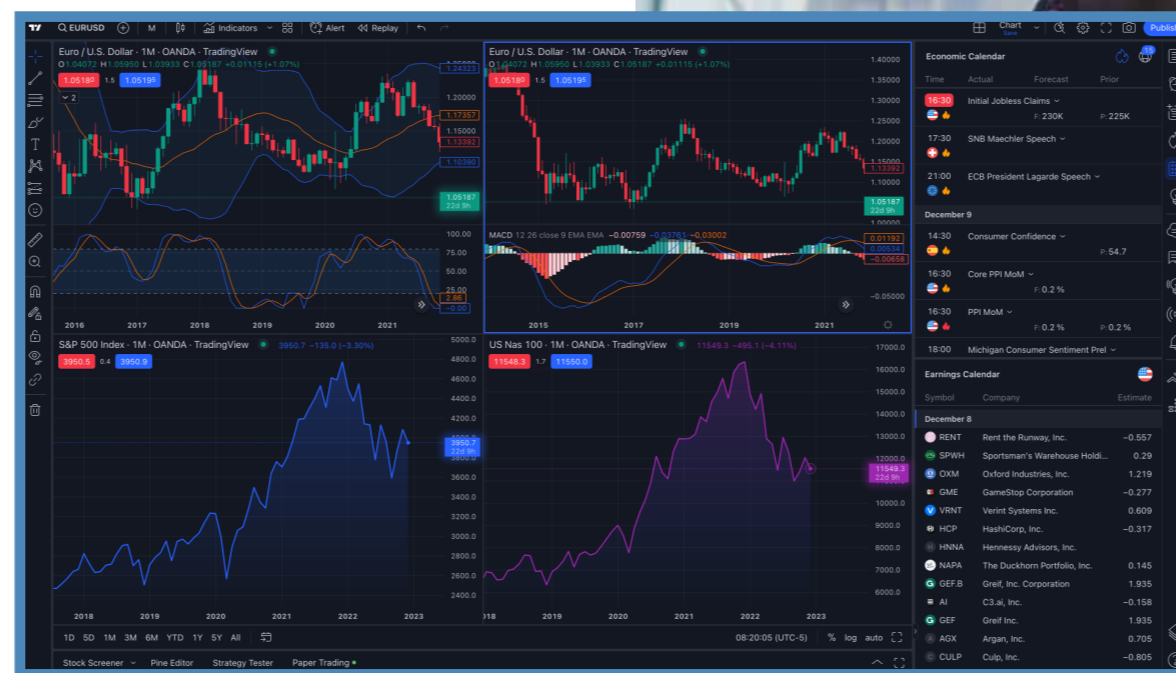 EURUSD M Indicators Alert Replay Chart Save Publish
Euro / U.S. Dollar · 1M · OANDA · TradingView
O1.04072 H1.05950 L1.03933 C1.05187 +0.01115 (+1.07%)
1.05180 1.5 1.05195
2
1.24323
1.20000
1.17357
1.15000
1.13392
1.10390
1.05187
22d 9h
100.00
75.00
50.00
25.00
2.86
−0.00
2016 2017 2018 2019 2020 2021
Euro / U.S. Dollar · 1M · OANDA · TradingView
O1.04072 H1.05950 L1.03933 C1.05187 +0.01115 (+1.07%)
1.05180 1.5 1.05195
1.40000
1.35000
1.30000
1.25000
1.20000
1.15000
1.13392
1.10000
1.05187
22d 9h
1.00000
MACD 12 26 close 9 EMA EMA −0.00759 −0.03761 −0.03002
0.01192
0.00534
−0.00658
−0.05000
2015 2017 2019 2021
S&P 500 Index · 1M · OANDA · TradingView 3950.7 −135.0 (−3.30%)
3950.5 0.4 3950.9
5000.0
4800.0
4600.0
4400.0
4200.0
3950.7
22d 9h
3800.0
3600.0
3400.0
3200.0
3000.0
2800.0
2600.0
2400.0
2018 2019 2020 2021 2022 2023
US Nas 100 · 1M · OANDA · TradingView 11549.3 −495.1 (−4.11%)
11548.3 1.7 11550.0
17000.0
16000.0
15000.0
14000.0
13000.0
12000.0
11549.3
22d 9h
10000.0
9000.0
8000.0
7000.0
6000.0
2019 2020 2021 2022 2023
1D 5D 1M 3M 6M YTD 1Y 5Y All 08:20:05 (UTC-5) % log auto
Stock Screener Pine Editor Strategy Tester Paper Trading
Economic Calendar 15
Time Actual Forecast Prior
16:30 Initial Jobless Claims
F: 230K P: 225K
17:30 SNB Maechler Speech
21:00 ECB President Lagarde Speech
December 9
14:30 Consumer Confidence
P: 54.7
16:30 Core PPI MoM
F: 0.2 %
16:30 PPI MoM
F: 0.2 % P: 0.2 %
18:00 Michigan Consumer Sentiment Prel
Earnings Calendar
Symbol Company Estimate
December 8
RENT Rent the Runway, Inc. −0.557
SPWH Sportsman's Warehouse Holdi... 0.29
OXM Oxford Industries, Inc. 1.219
GME GameStop Corporation −0.277
VRNT Verint Systems Inc. 0.609
HCP HashiCorp, Inc. −0.317
HNNA Hennessy Advisors, Inc.
NAPA The Duckhorn Portfolio, Inc. 0.145
GEF.B Greif, Inc. Corporation 1.935
AI C3.ai, Inc. −0.158
GEF Greif Inc. 1.935
AGX Argan, Inc. 0.705
CULP Culp, Inc. −0.805